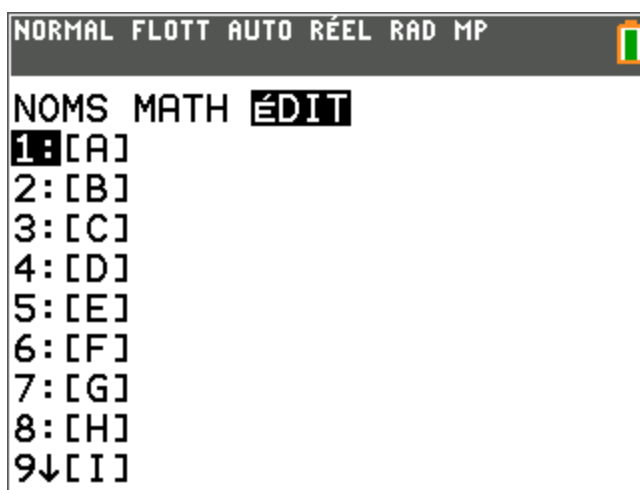 NORMAL FLOTT AUTO RÉEL RAD MP
NOMS MATH éDIT
1:[A]
2:[B]
3:[C]
4:[D]
5:[E]
6:[F]
7:[G]
8:[H]
9↓[I]